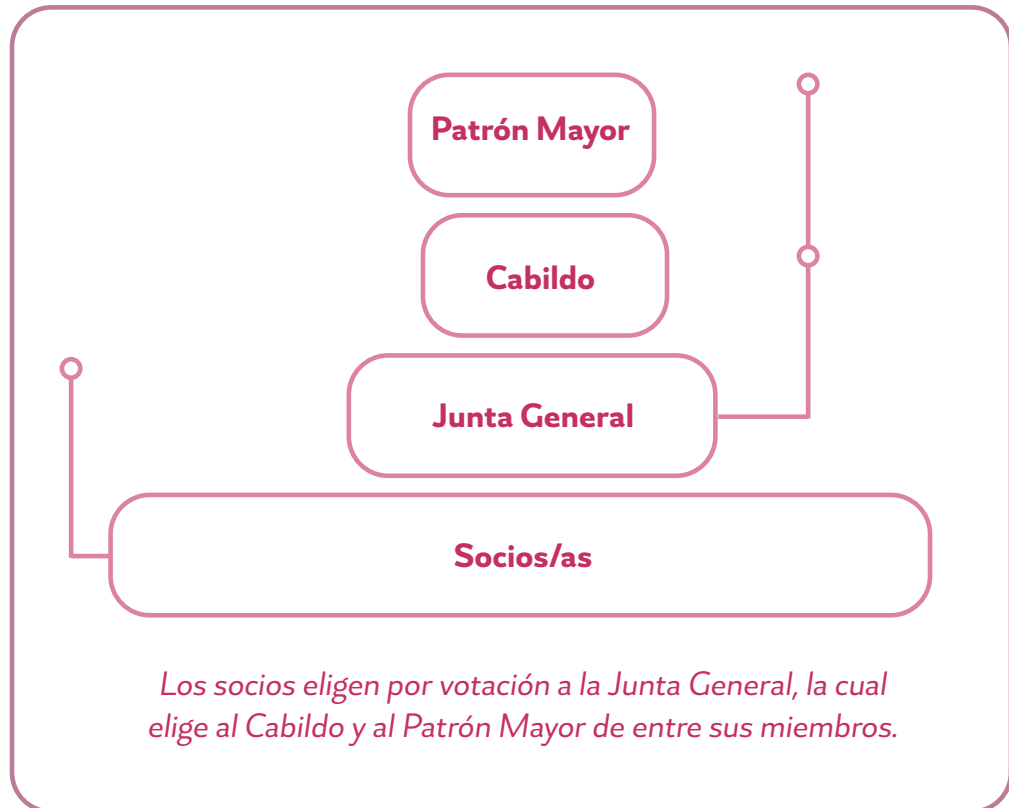 Patrón Mayor
Cabildo
Junta General
Socios/as
Los socios eligen por votación a la Junta General, la cual
elige al Cabildo y al Patrón Mayor de entre sus miembros.